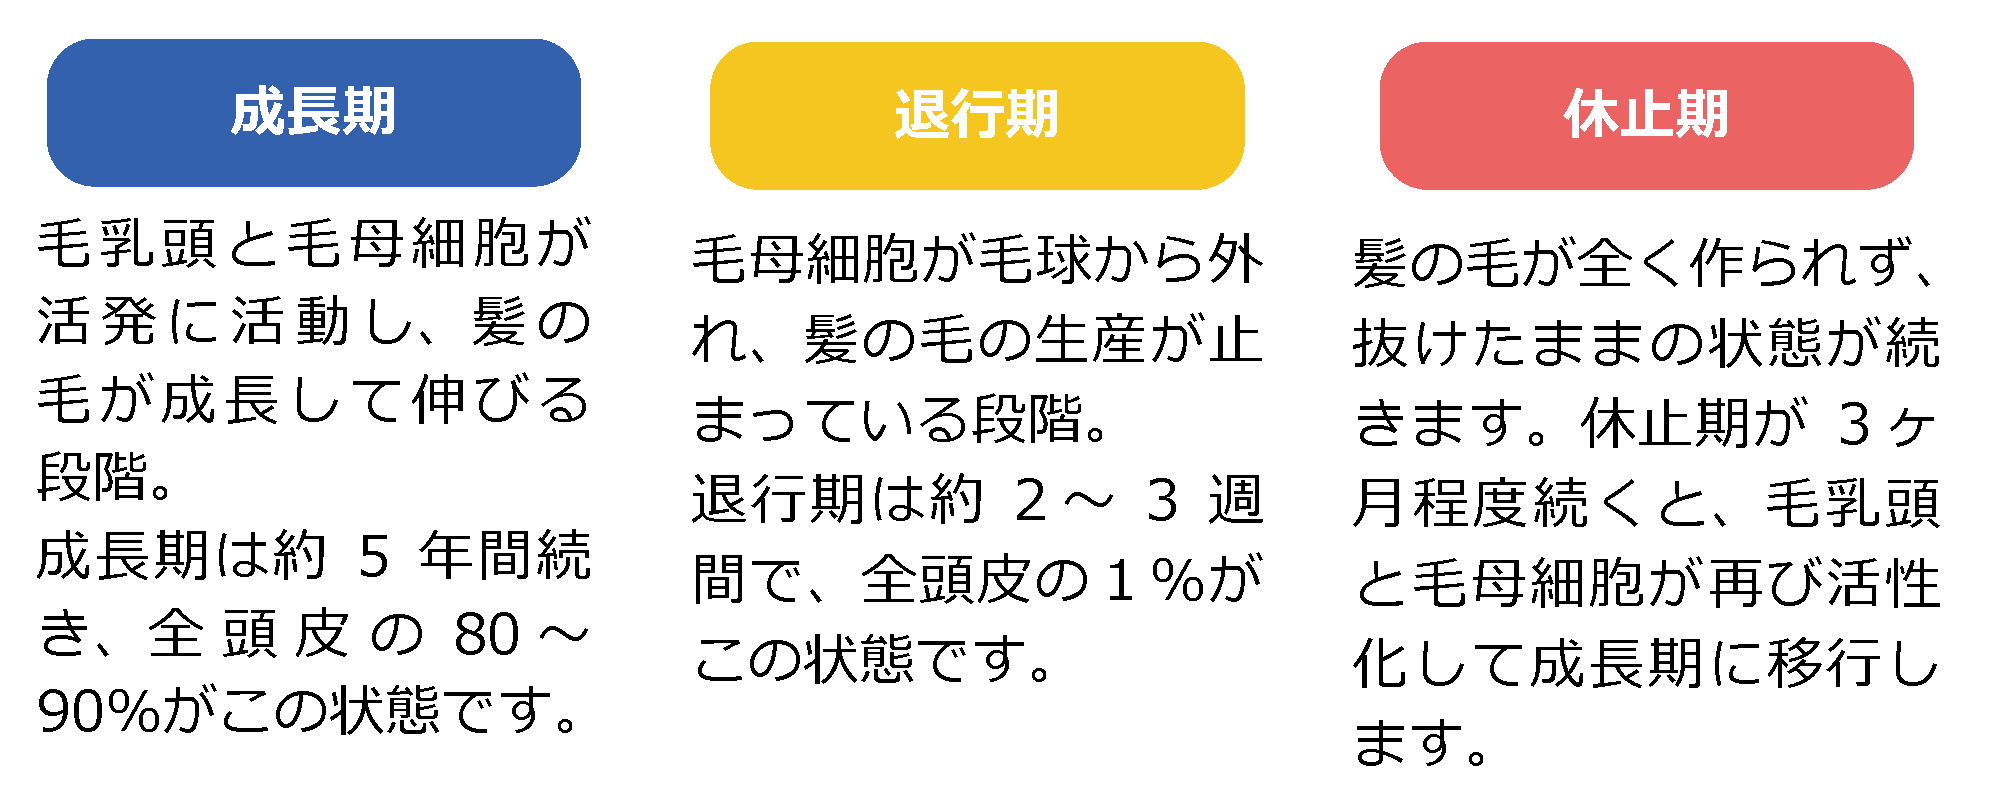 成長期
毛乳頭と毛母細胞が
活発に活動し、髪の
毛が成長して伸びる
段階。
成長期は約 5 年間続
き、全頭皮の 80～
90%がこの状態です。
退行期
毛母細胞が毛球から外
れ、髪の毛の生産が止
まっている段階。
退行期は約 2～ 3 週
間で、全頭皮の１％が
この状態です。
休止期
髪の毛が全く作られず、
抜けたままの状態が続
きます。休止期が 3ヶ
月程度続くと、毛乳頭
と毛母細胞が再び活性
化して成長期に移行し
ます。